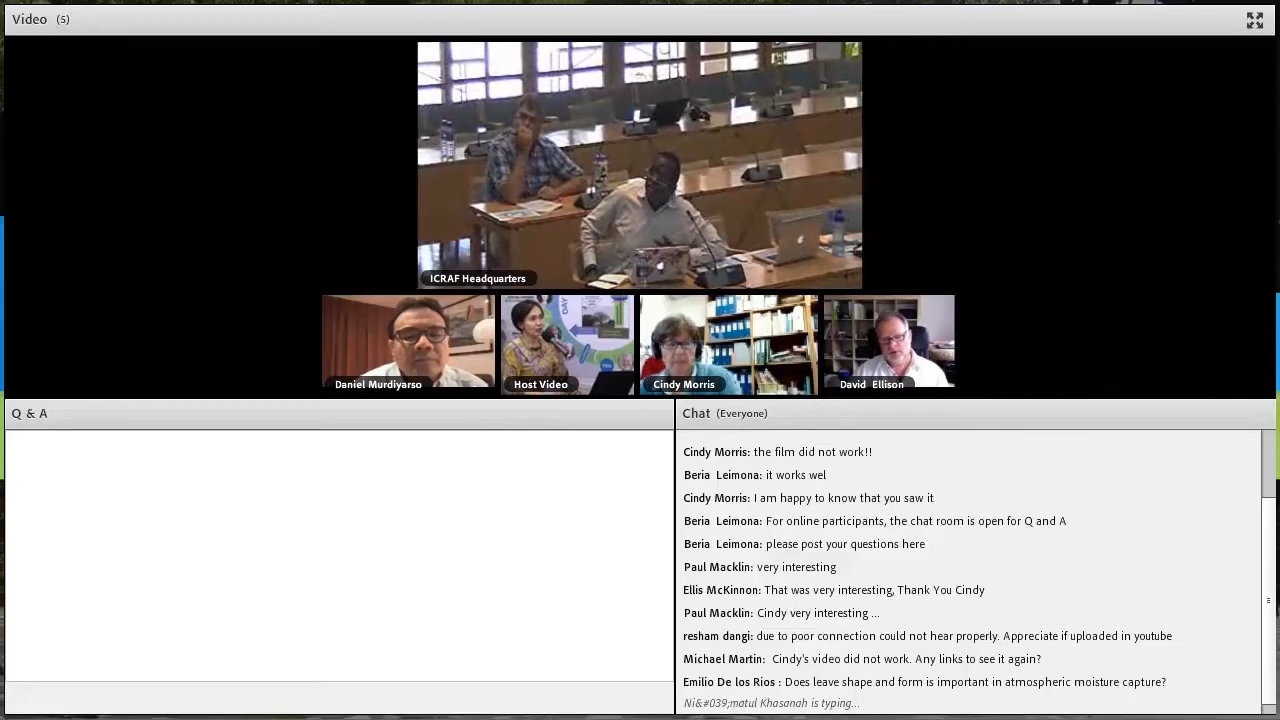 Video (5)
ICRAF Headquarters
Daniel Murdiyarso
Host Video
Cindy Morris
David Ellison
DAY
Q & A
Chat (Everyone)
Cindy Morris: the film did not work!!
Beria Leimona: it works wel
Cindy Morris: I am happy to know that you saw it
Beria Leimona: For online participants, the chat room is open for Q and A
Beria Leimona: please post your questions here
Paul Macklin: very interesting
Ellis McKinnon: That was very interesting, Thank You Cindy
Paul Macklin: Cindy very interesting ...
resham dangi: due to poor connection could not hear properly. Appreciate if uploaded in youtube
Michael Martin: Cindy's video did not work. Any links to see it again?
Emilio De los Rios : Does leave shape and form is important in atmospheric moisture capture?
Ni&#039;matul Khasanah is typing...